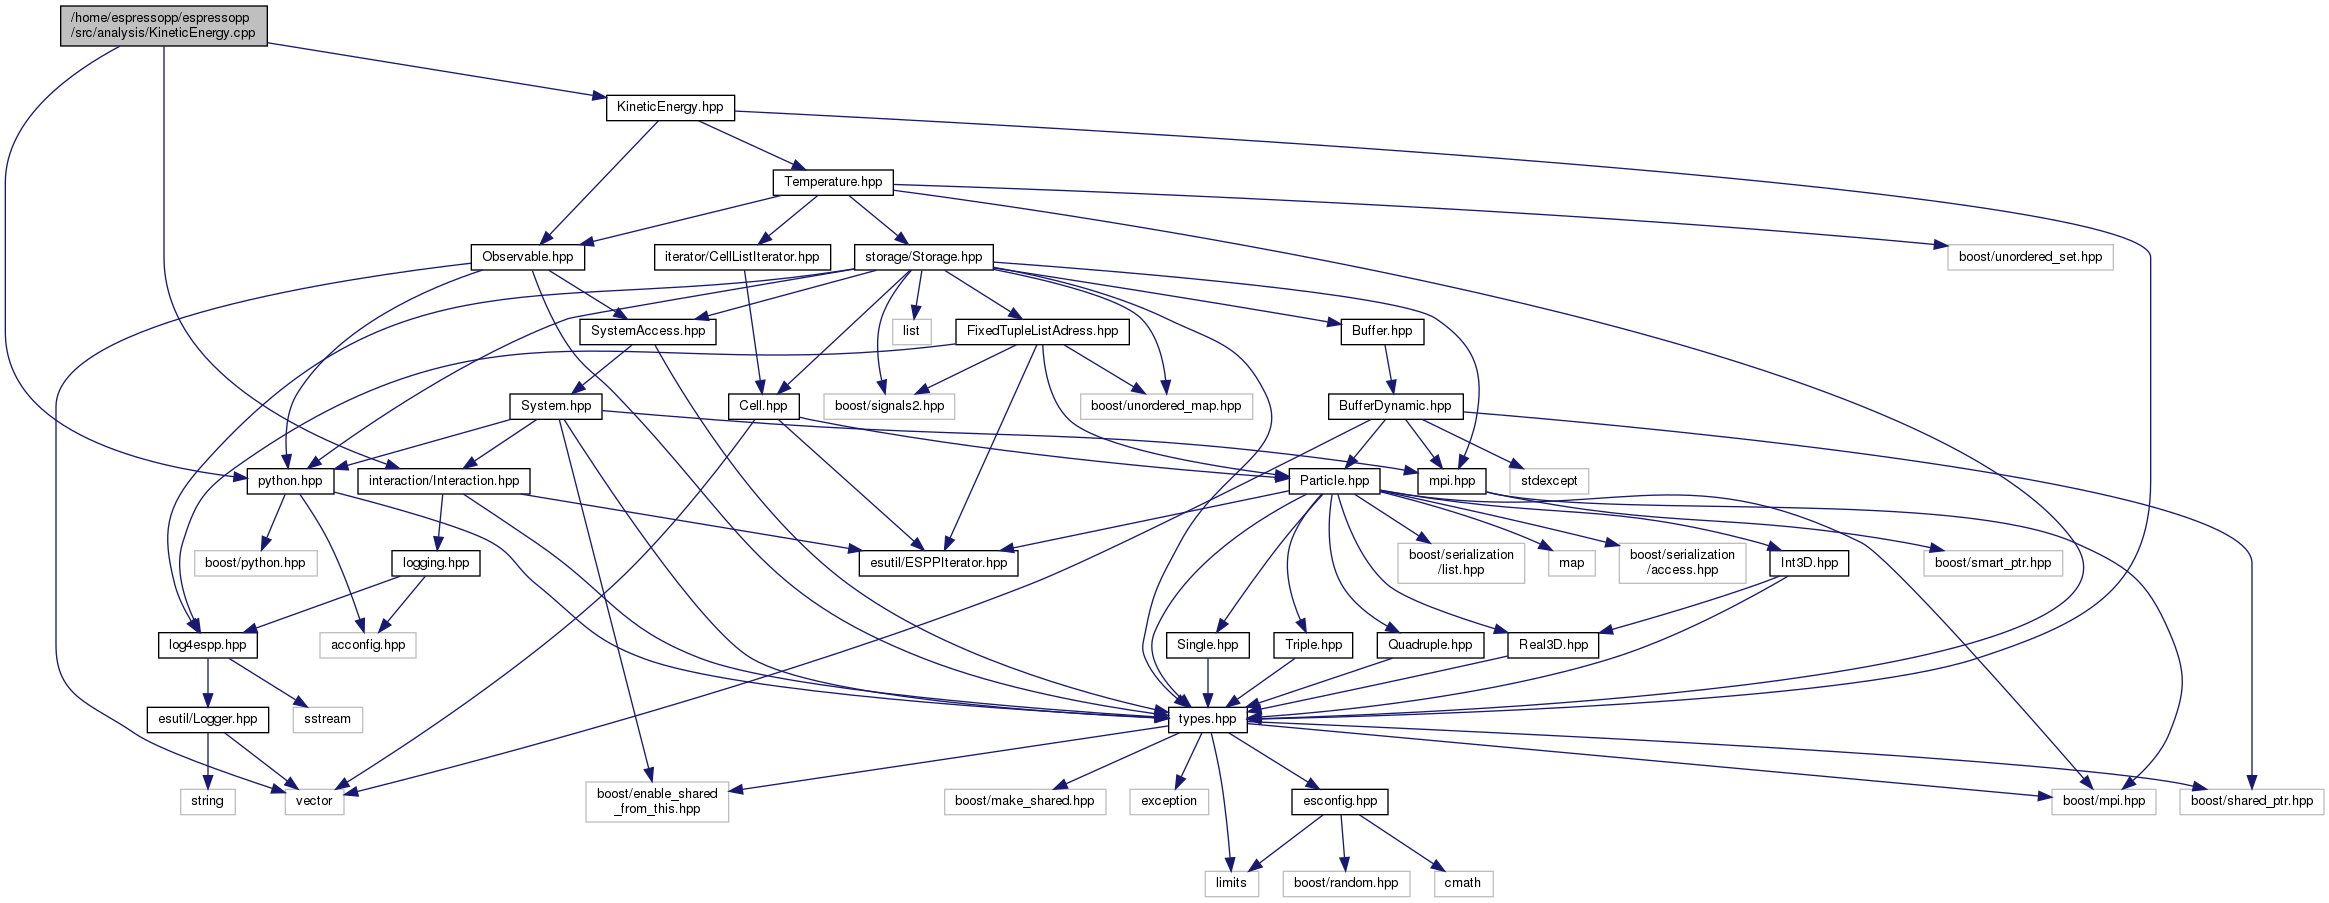 /home/espressopp/espressopp
/src/analysis/KineticEnergy.cpp
KineticEnergy.hpp
Temperature.hpp
Observable.hpp
iterator/CellListIterator.hpp
storage/Storage.hpp
boost/unordered_set.hpp
SystemAccess.hpp
list
FixedTupleListAdress.hpp
Buffer.hpp
System.hpp
Cell.hpp
boost/signals2.hpp
boost/unordered_map.hpp
BufferDynamic.hpp
python.hpp
interaction/Interaction.hpp
Particle.hpp
mpi.hpp
stdexcept
boost/python.hpp
logging.hpp
esutil/ESPPIterator.hpp
boost/serialization
/list.hpp
map
boost/serialization
/access.hpp
Int3D.hpp
boost/smart_ptr.hpp
log4espp.hpp
acconfig.hpp
Single.hpp
Triple.hpp
Quadruple.hpp
Real3D.hpp
esutil/Logger.hpp
sstream
types.hpp
string
vector
boost/enable_shared
_from_this.hpp
boost/make_shared.hpp
exception
esconfig.hpp
boost/mpi.hpp
boost/shared_ptr.hpp
limits
boost/random.hpp
cmath